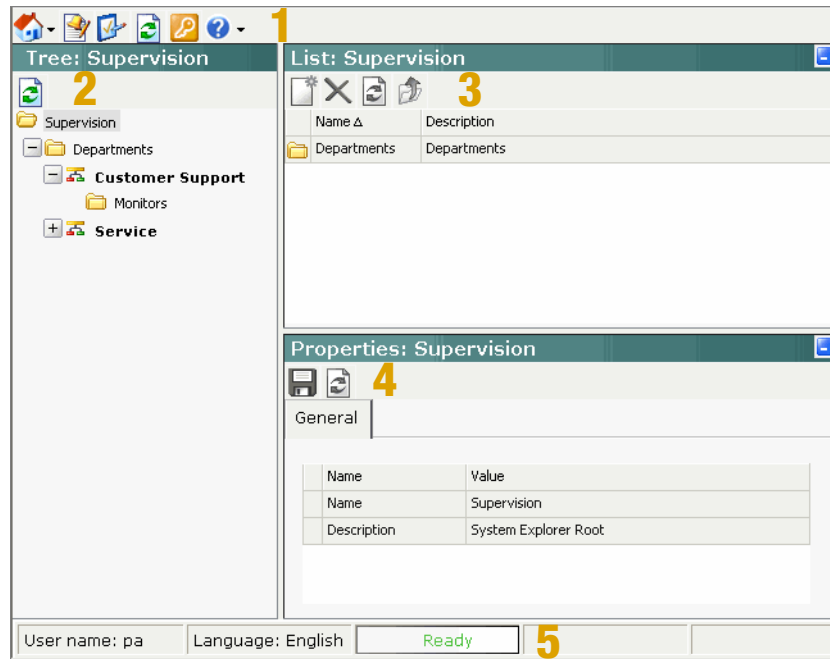 1
Tree: Supervision
2
Supervision
Departments
Customer Support
Monitors
Service
List: Supervision
3
Name Description
Departments Departments
Properties: Supervision
4
General
Name Value
Name Supervision
Description System Explorer Root
User name: pa Language: English Ready 5